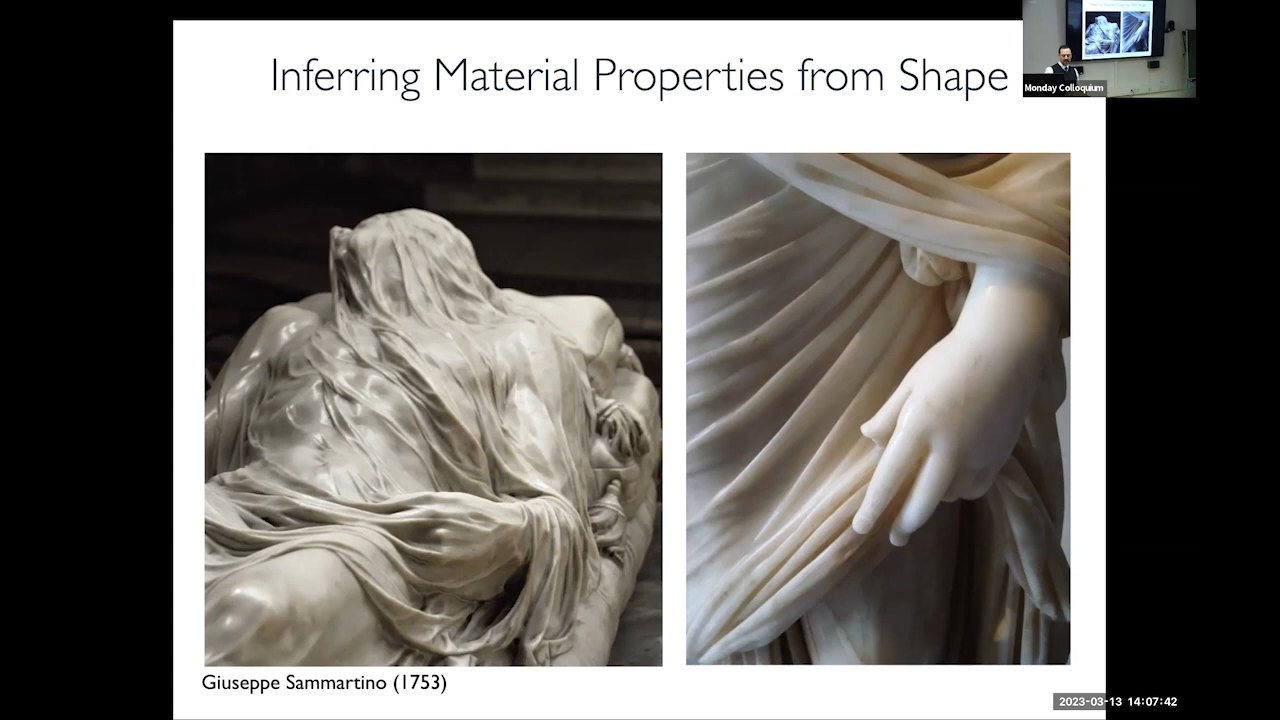 Inferring Material Properties from Shape
Monday Colloquium
Giuseppe Sammartino (1753)
2023-03-13 14:07:42